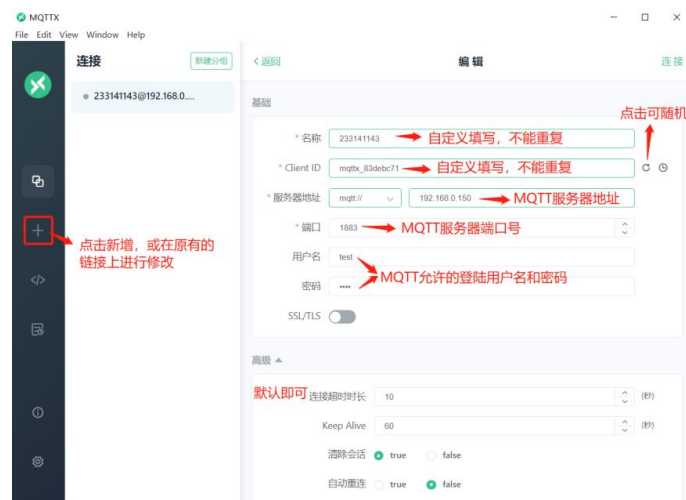 MQTTX
File Edit View Window Help
连接
新建分组
<返回
编辑
连接
233141143@192.168.0....
基础
点击可随机
* 名称
233141143
自定义填写，不能重复
* Client ID
mqttx_83debc71
自定义填写，不能重复
* 服务器地址
mqtt://
192.168.0.150
MQTT服务器地址
* 端口
1883
MQTT服务器端口号
点击新增，或在原有的
链接上进行修改
用户名
test
MQTT允许的登陆用户名和密码
密码
••••
SSL/TLS
高级
默认即可
连接超时时长
10
(秒)
Keep Alive
60
(秒)
清除会话
true
false
自动重连
true
false